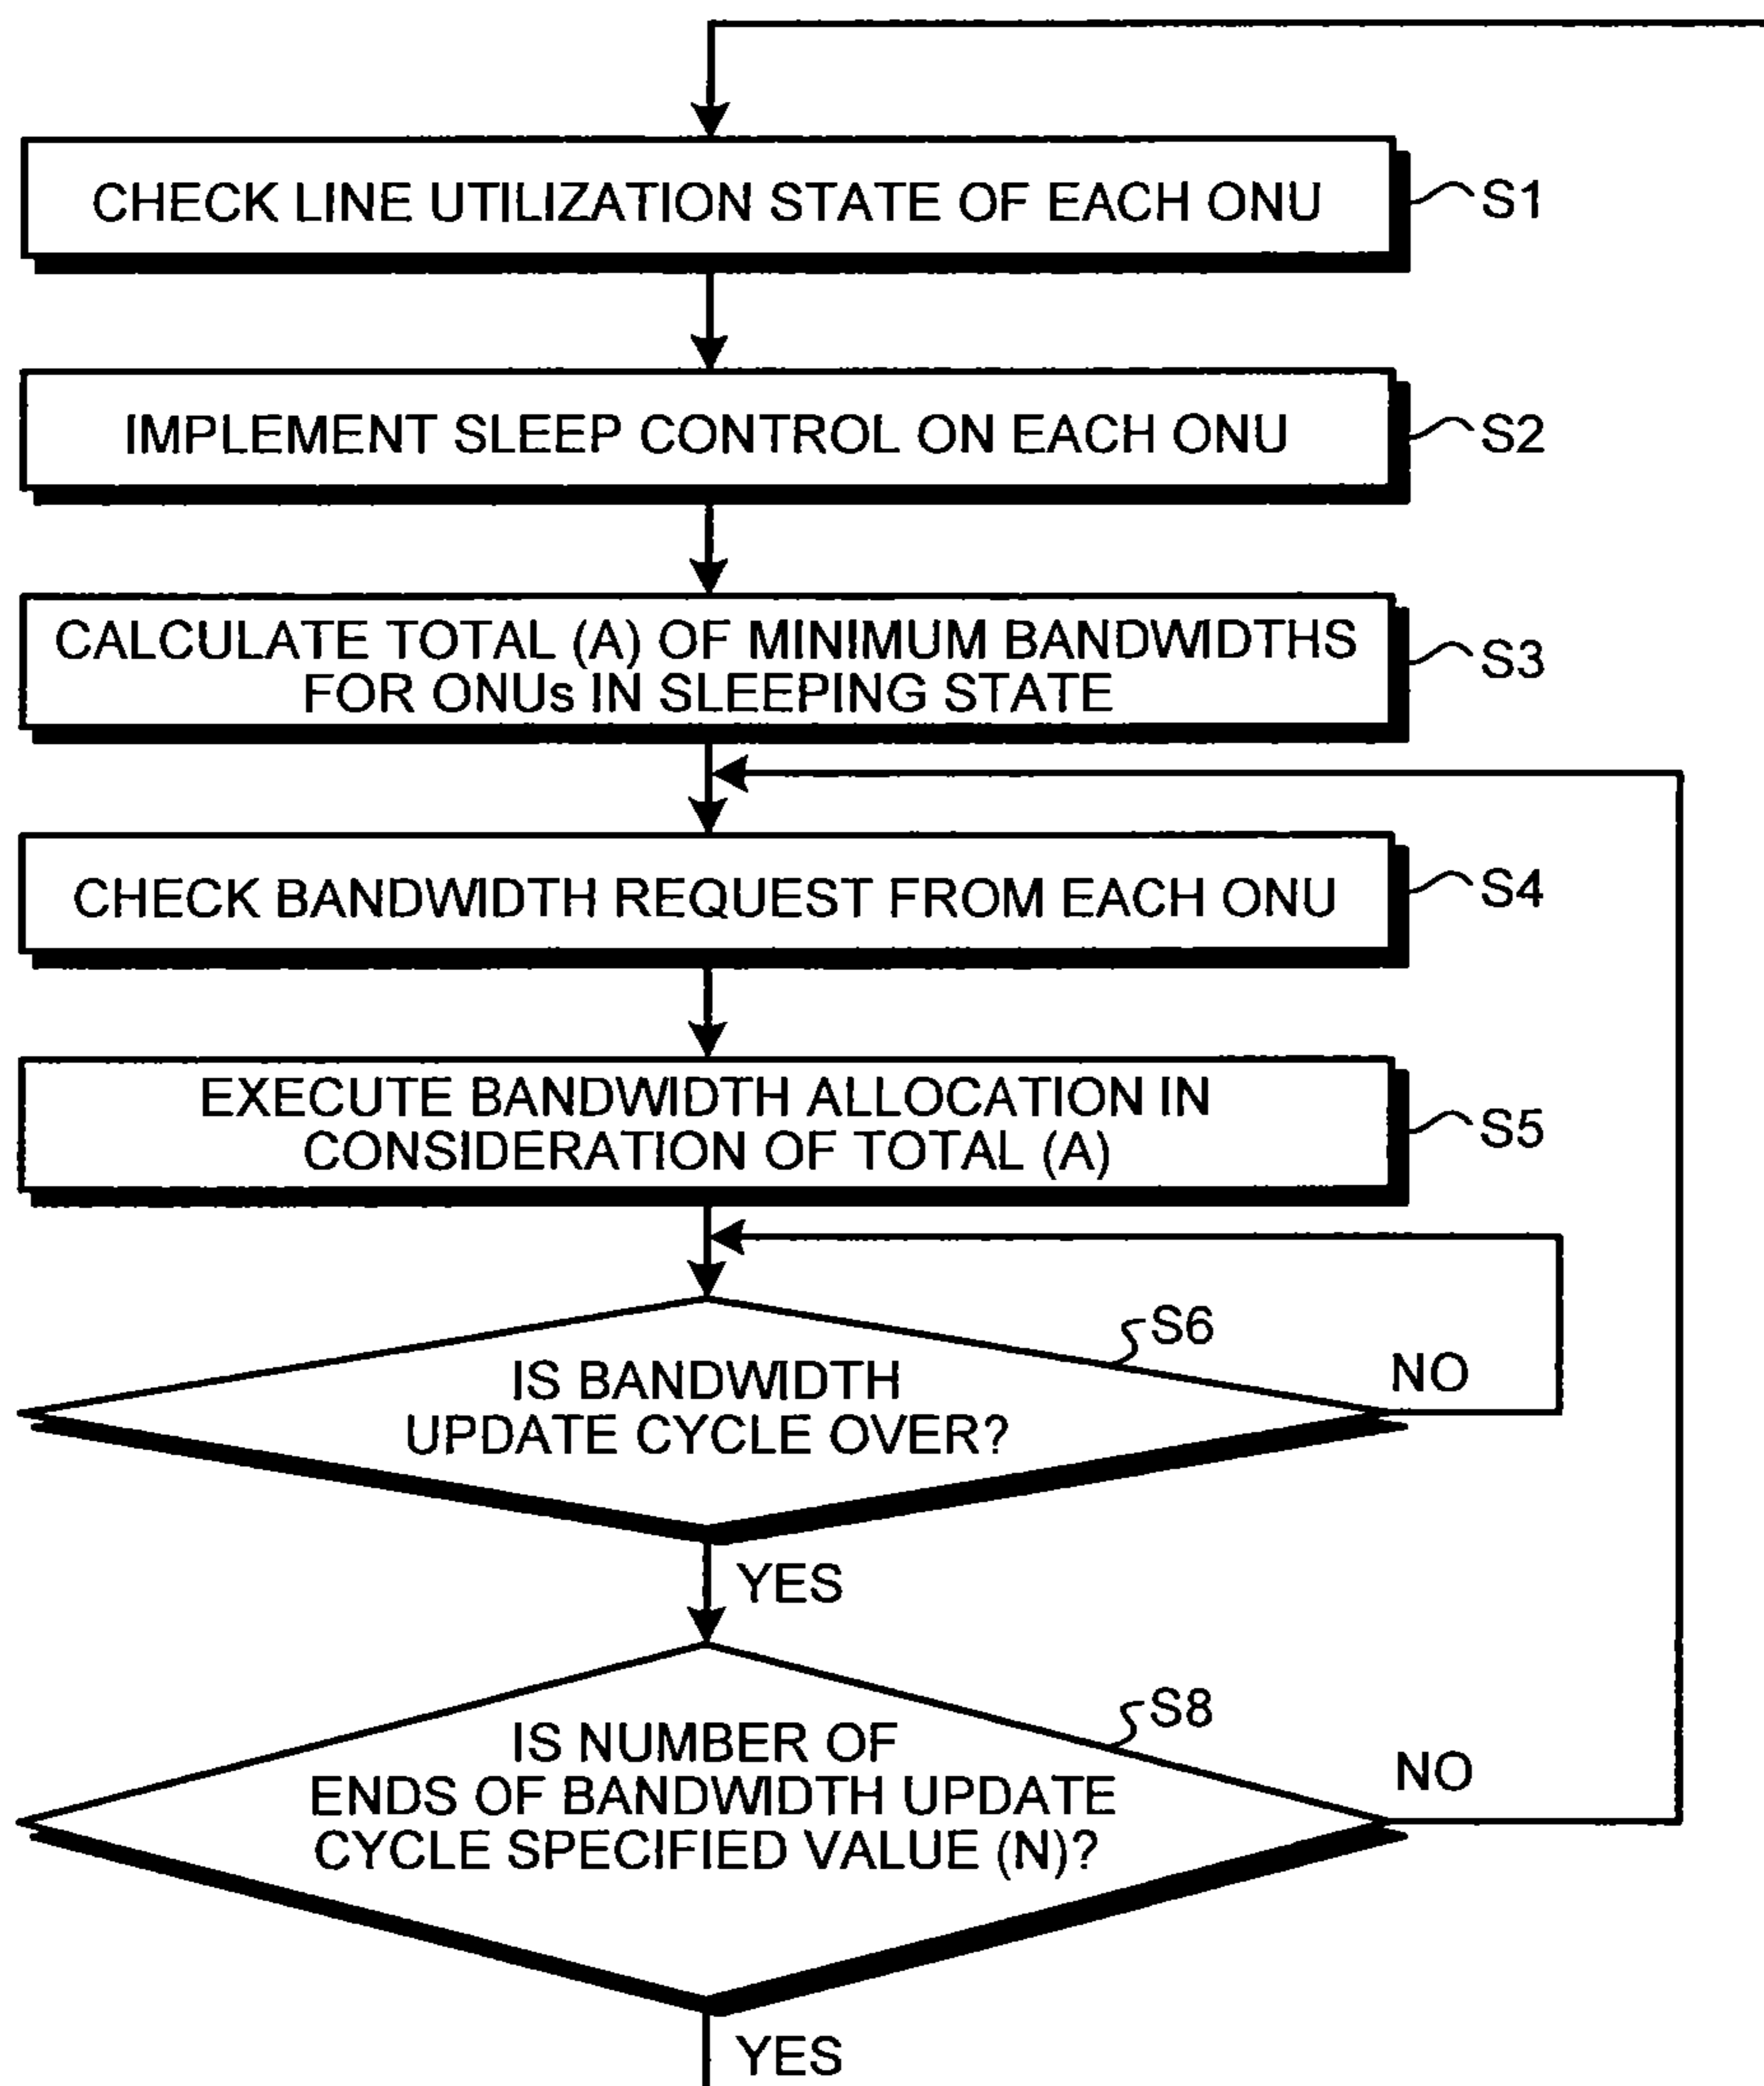 CHECK LINE UTILIZATION STATE OF EACH ONU
S1
IMPLEMENT SLEEP CONTROL ON EACH ONU
S2
CALCULATE TOTAL (A) OF MINIMUM BANDWIDTHS
FOR ONUs IN SLEEPING STATE
S3
CHECK BANDWIDTH REQUEST FROM EACH ONU
S4
EXECUTE BANDWIDTH ALLOCATION IN
CONSIDERATION OF TOTAL (A)
S5
S6
IS BANDWIDTH
UPDATE CYCLE OVER?
NO
YES
S8
IS NUMBER OF
ENDS OF BANDWIDTH UPDATE
CYCLE SPECIFIED VALUE (N)?
NO
YES